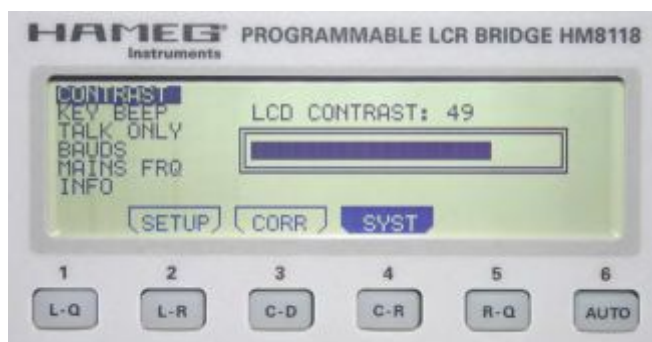 HAMEG
Instruments
PROGRAMMABLE LCR BRIDGE HM8118
CONTRAST
KEY BEEP
TALK ONLY
BAUDS
MAINS FRQ
INFO
LCD CONTRAST: 49
SETUP CORR SYST
1 2 3 4 5 6
L-Q L-R C-D C-R R-Q AUTO